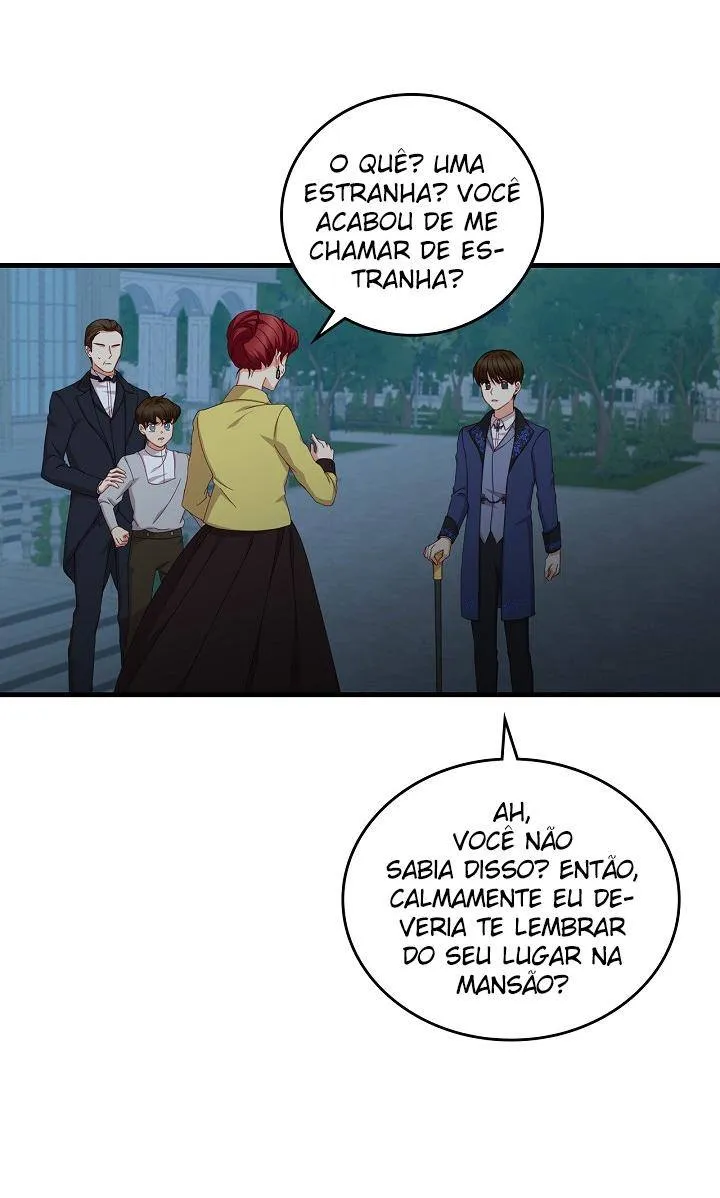 O QUÊ? UMA
ESTRANHA? VOCÊ
ACABOU DE ME
CHAMAR DE ES-
TRANHA?
AH,
VOCÊ NÃO
SABIA DISSO? ENTÃO,
CALMAMENTE EU DE-
VERIA TE LEMBRAR
DO SEU LUGAR NA
MANSÃO?